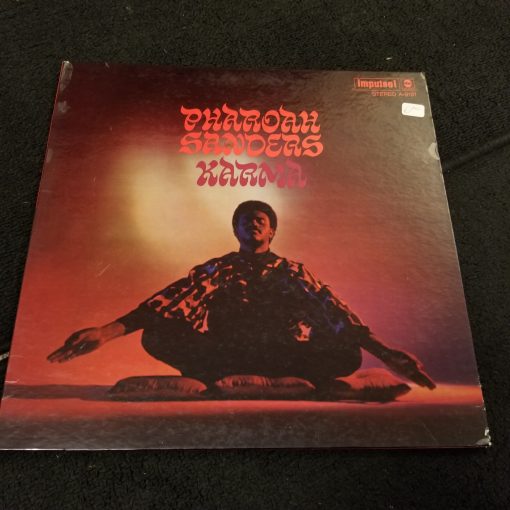 impulse!
STEREO A-9181
PHAROAH
SANDERS
KARMA